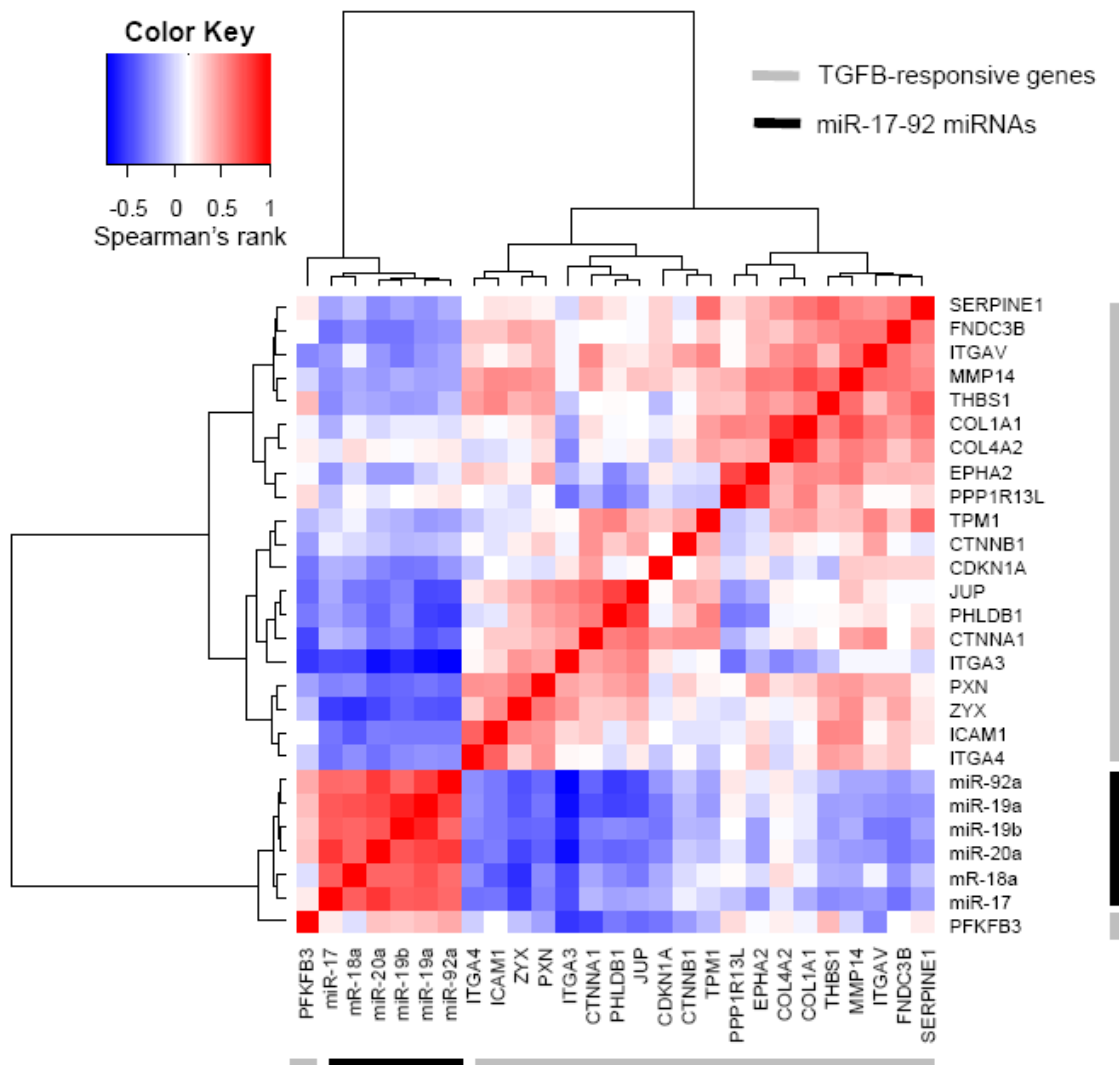 Color Key
-0.5 0 0.5 1
Spearman's rank
TGFB-responsive genes
miR-17-92 miRNAs
SERPINE1
FNDC3B
ITGAV
MMP14
THBS1
COL1A1
COL4A2
EPHA2
PPP1R13L
TPM1
CTNNB1
CDKN1A
JUP
PHLDB1
CTNNA1
ITGA3
PXN
ZYX
ICAM1
ITGA4
miR-92a
miR-19a
miR-19b
miR-20a
mR-18a
miR-17
PFKFB3
PFKFB3
miR-17
mR-18a
miR-20a
miR-19b
miR-19a
miR-92a
ITGA4
ICAM1
ZYX
PXN
ITGA3
CTNNA1
PHLDB1
JUP
CDKN1A
CTNNB1
TPM1
PPP1R13L
EPHA2
COL4A2
COL1A1
THBS1
MMP14
ITGAV
FNDC3B
SERPINE1